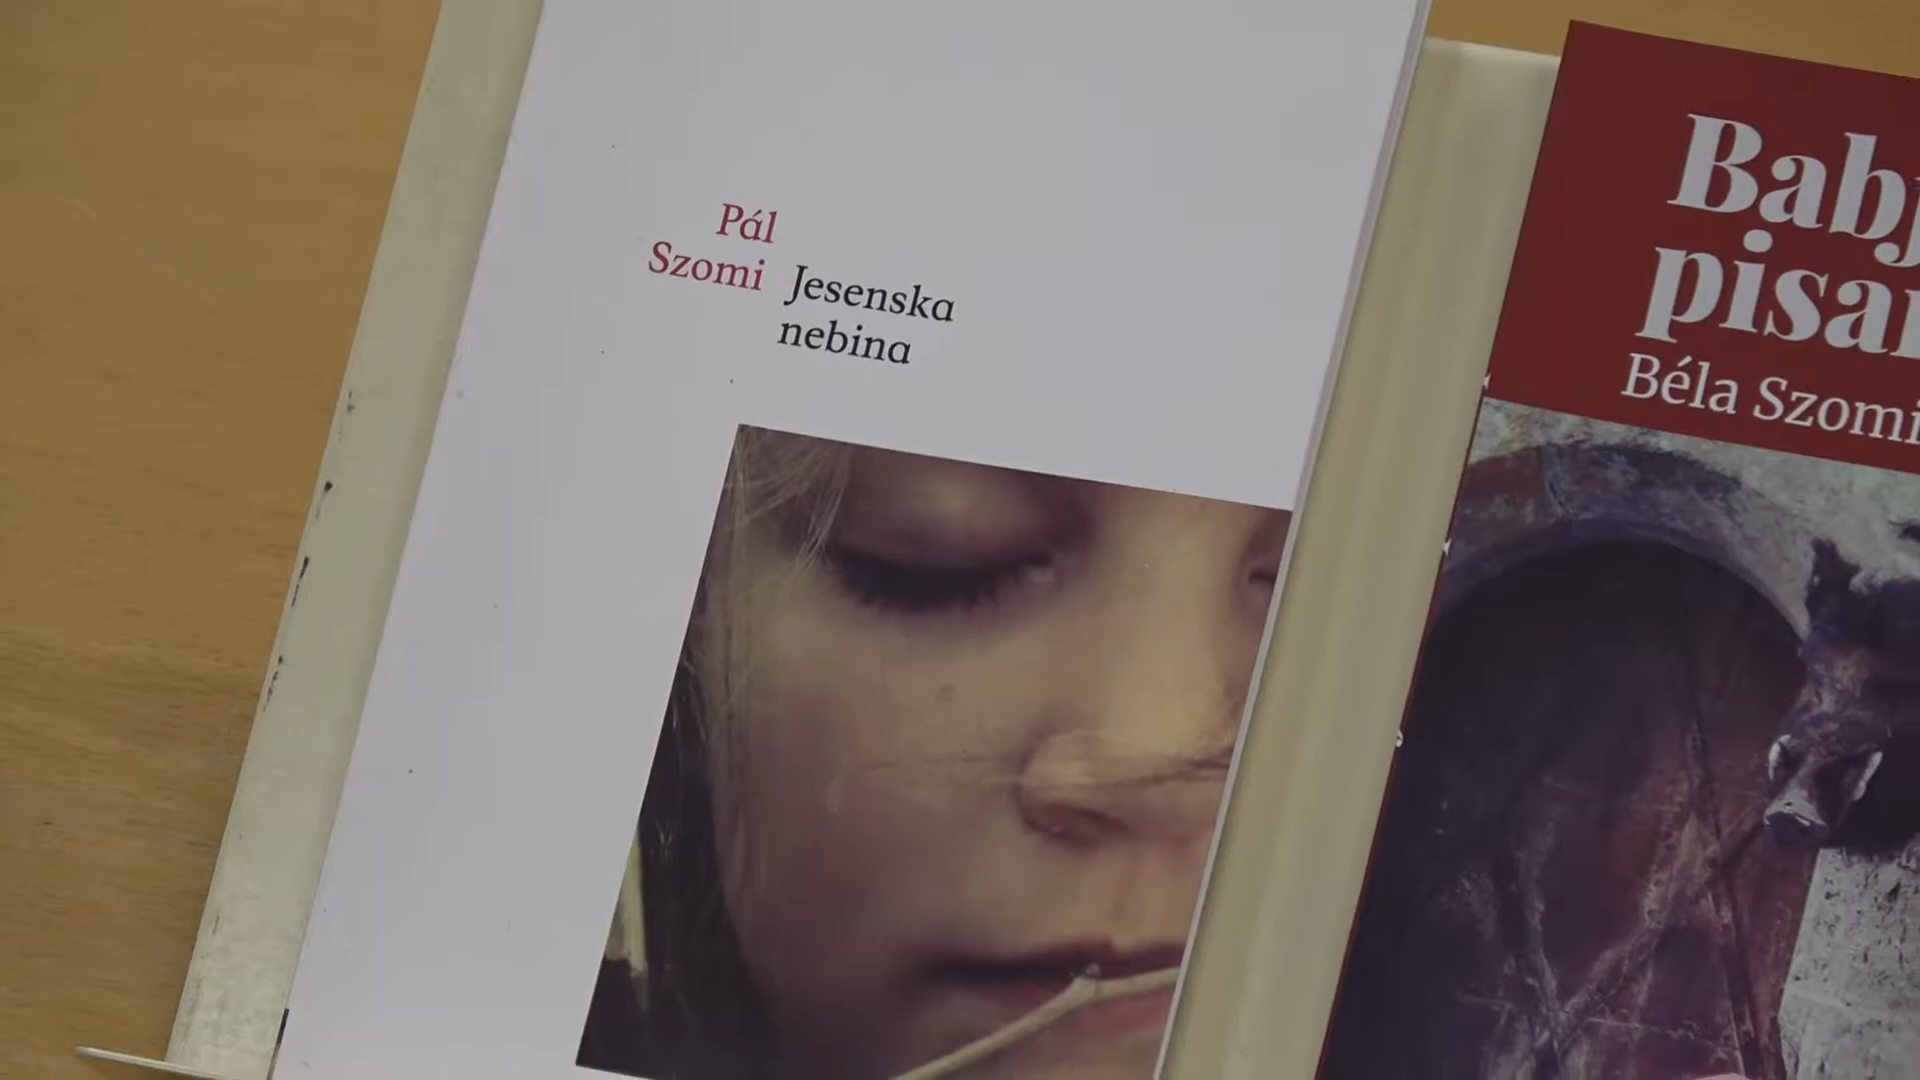 Pál
Szomi
Jesenska
nebina
Béla Szomi